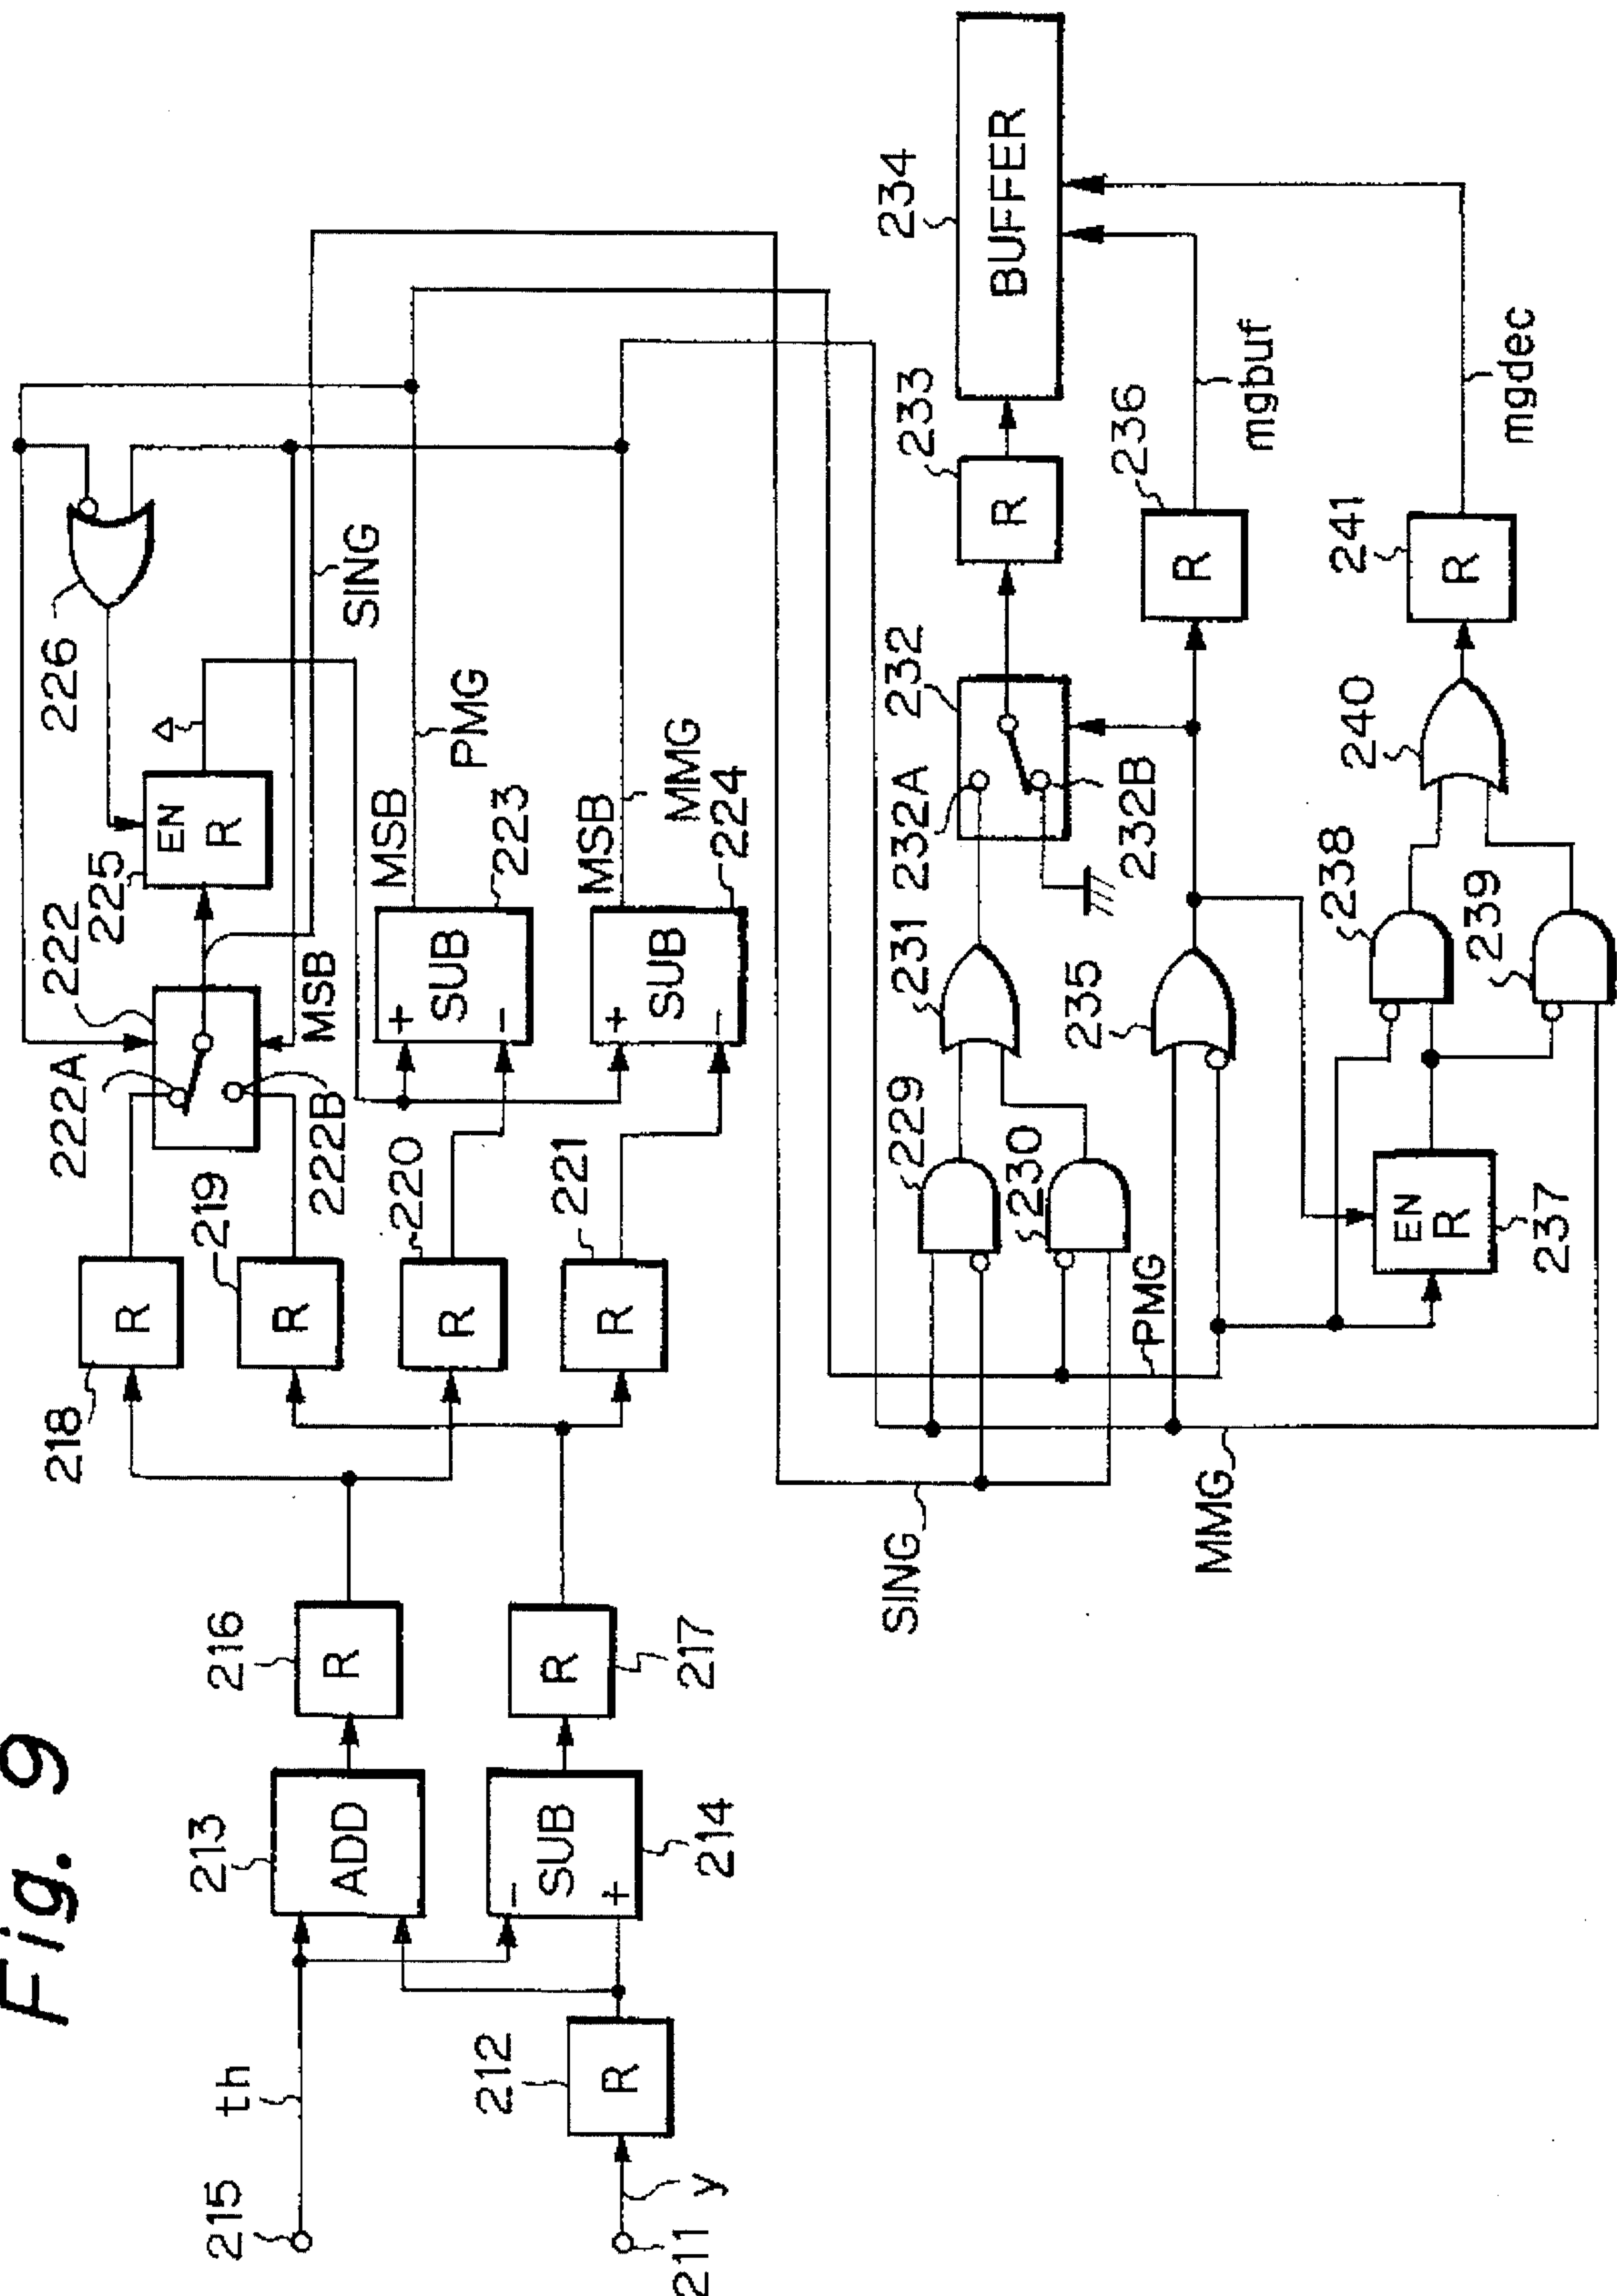 Fig. 9
215
th
211
y
212
R
213
ADD
214
SUB
-
+
216
R
217
R
218
R
219
R
220
R
221
R
222
222A
222B
MSB
225
EN
R
Δ
226
SING
223
SUB
+
-
MSB
PMG
224
SUB
+
-
MSB
MMG
SING
MMG
PMG
229
230
231
232
232A
232B
233
R
234
BUFFER
235
236
R
mgbuf
237
EN
R
238
239
240
241
R
mgdec